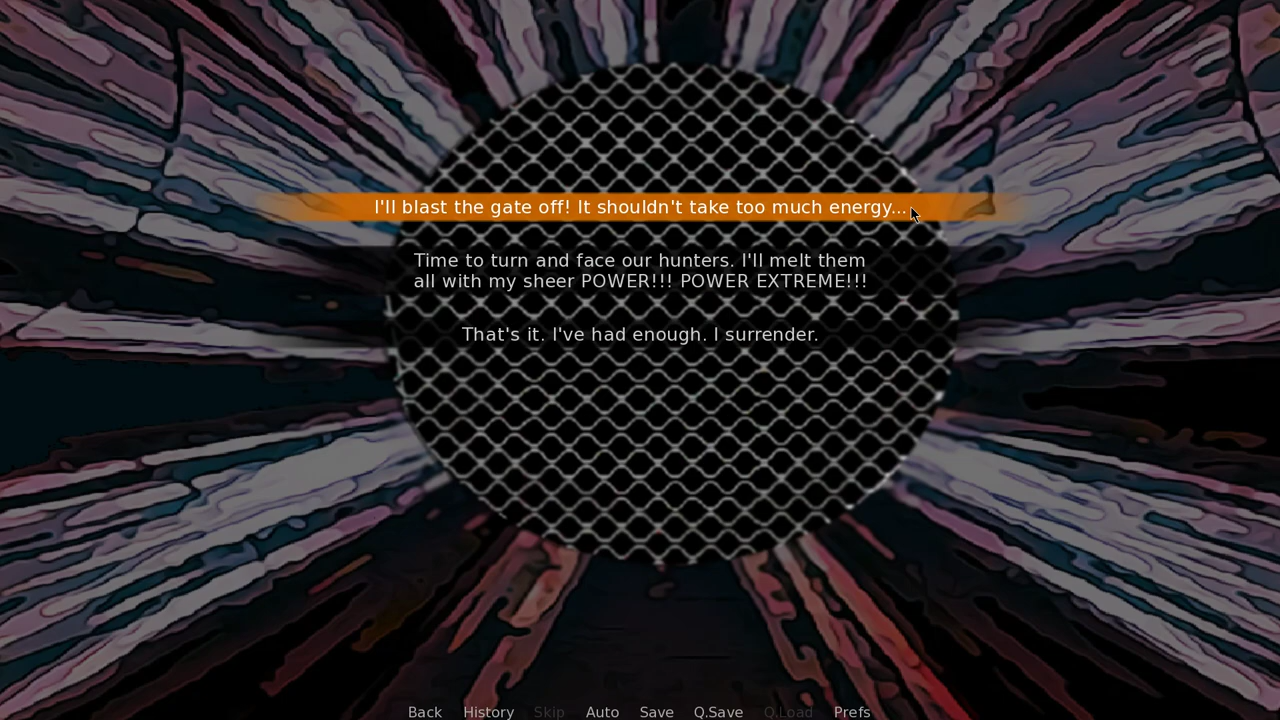 I'll blast the gate off! It shouldn't take too much energy...
Time to turn and face our hunters. I'll melt them
all with my sheer POWER!!! POWER EXTREME!!!
That's it. I've had enough. I surrender.
Back History Skip Auto Save Q.Save Q.Load Prefs